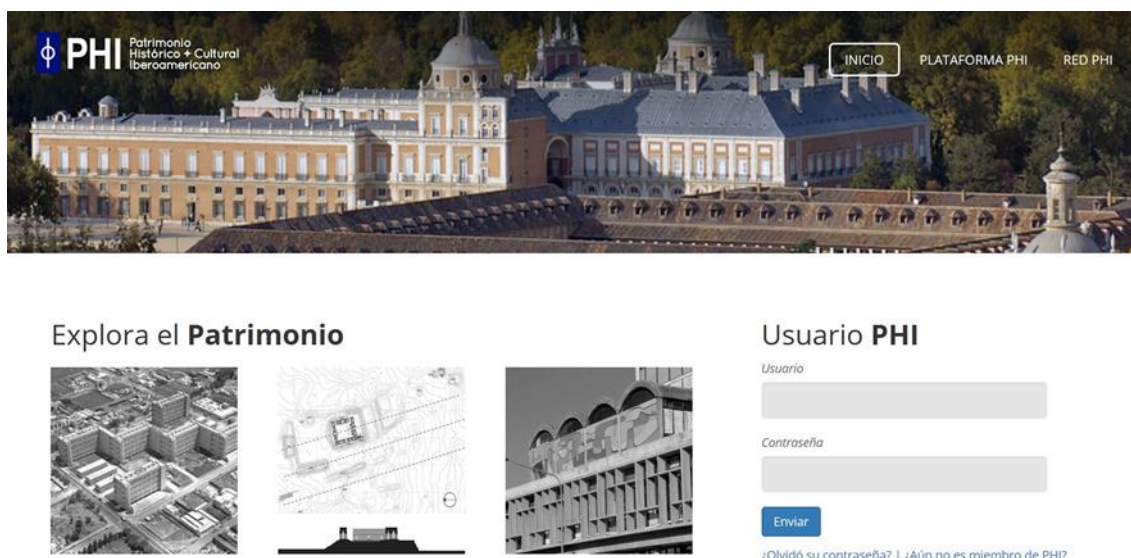 PHI
Patrimonio
Histórico + Cultural
Iberoamericano
INICIO PLATAFORMA PHI RED PHI
Explora el Patrimonio
Usuario PHI
Usuario
Contraseña
Enviar
¿Olvidó su contraseña? | ¿Aún no es miembro de PHI?